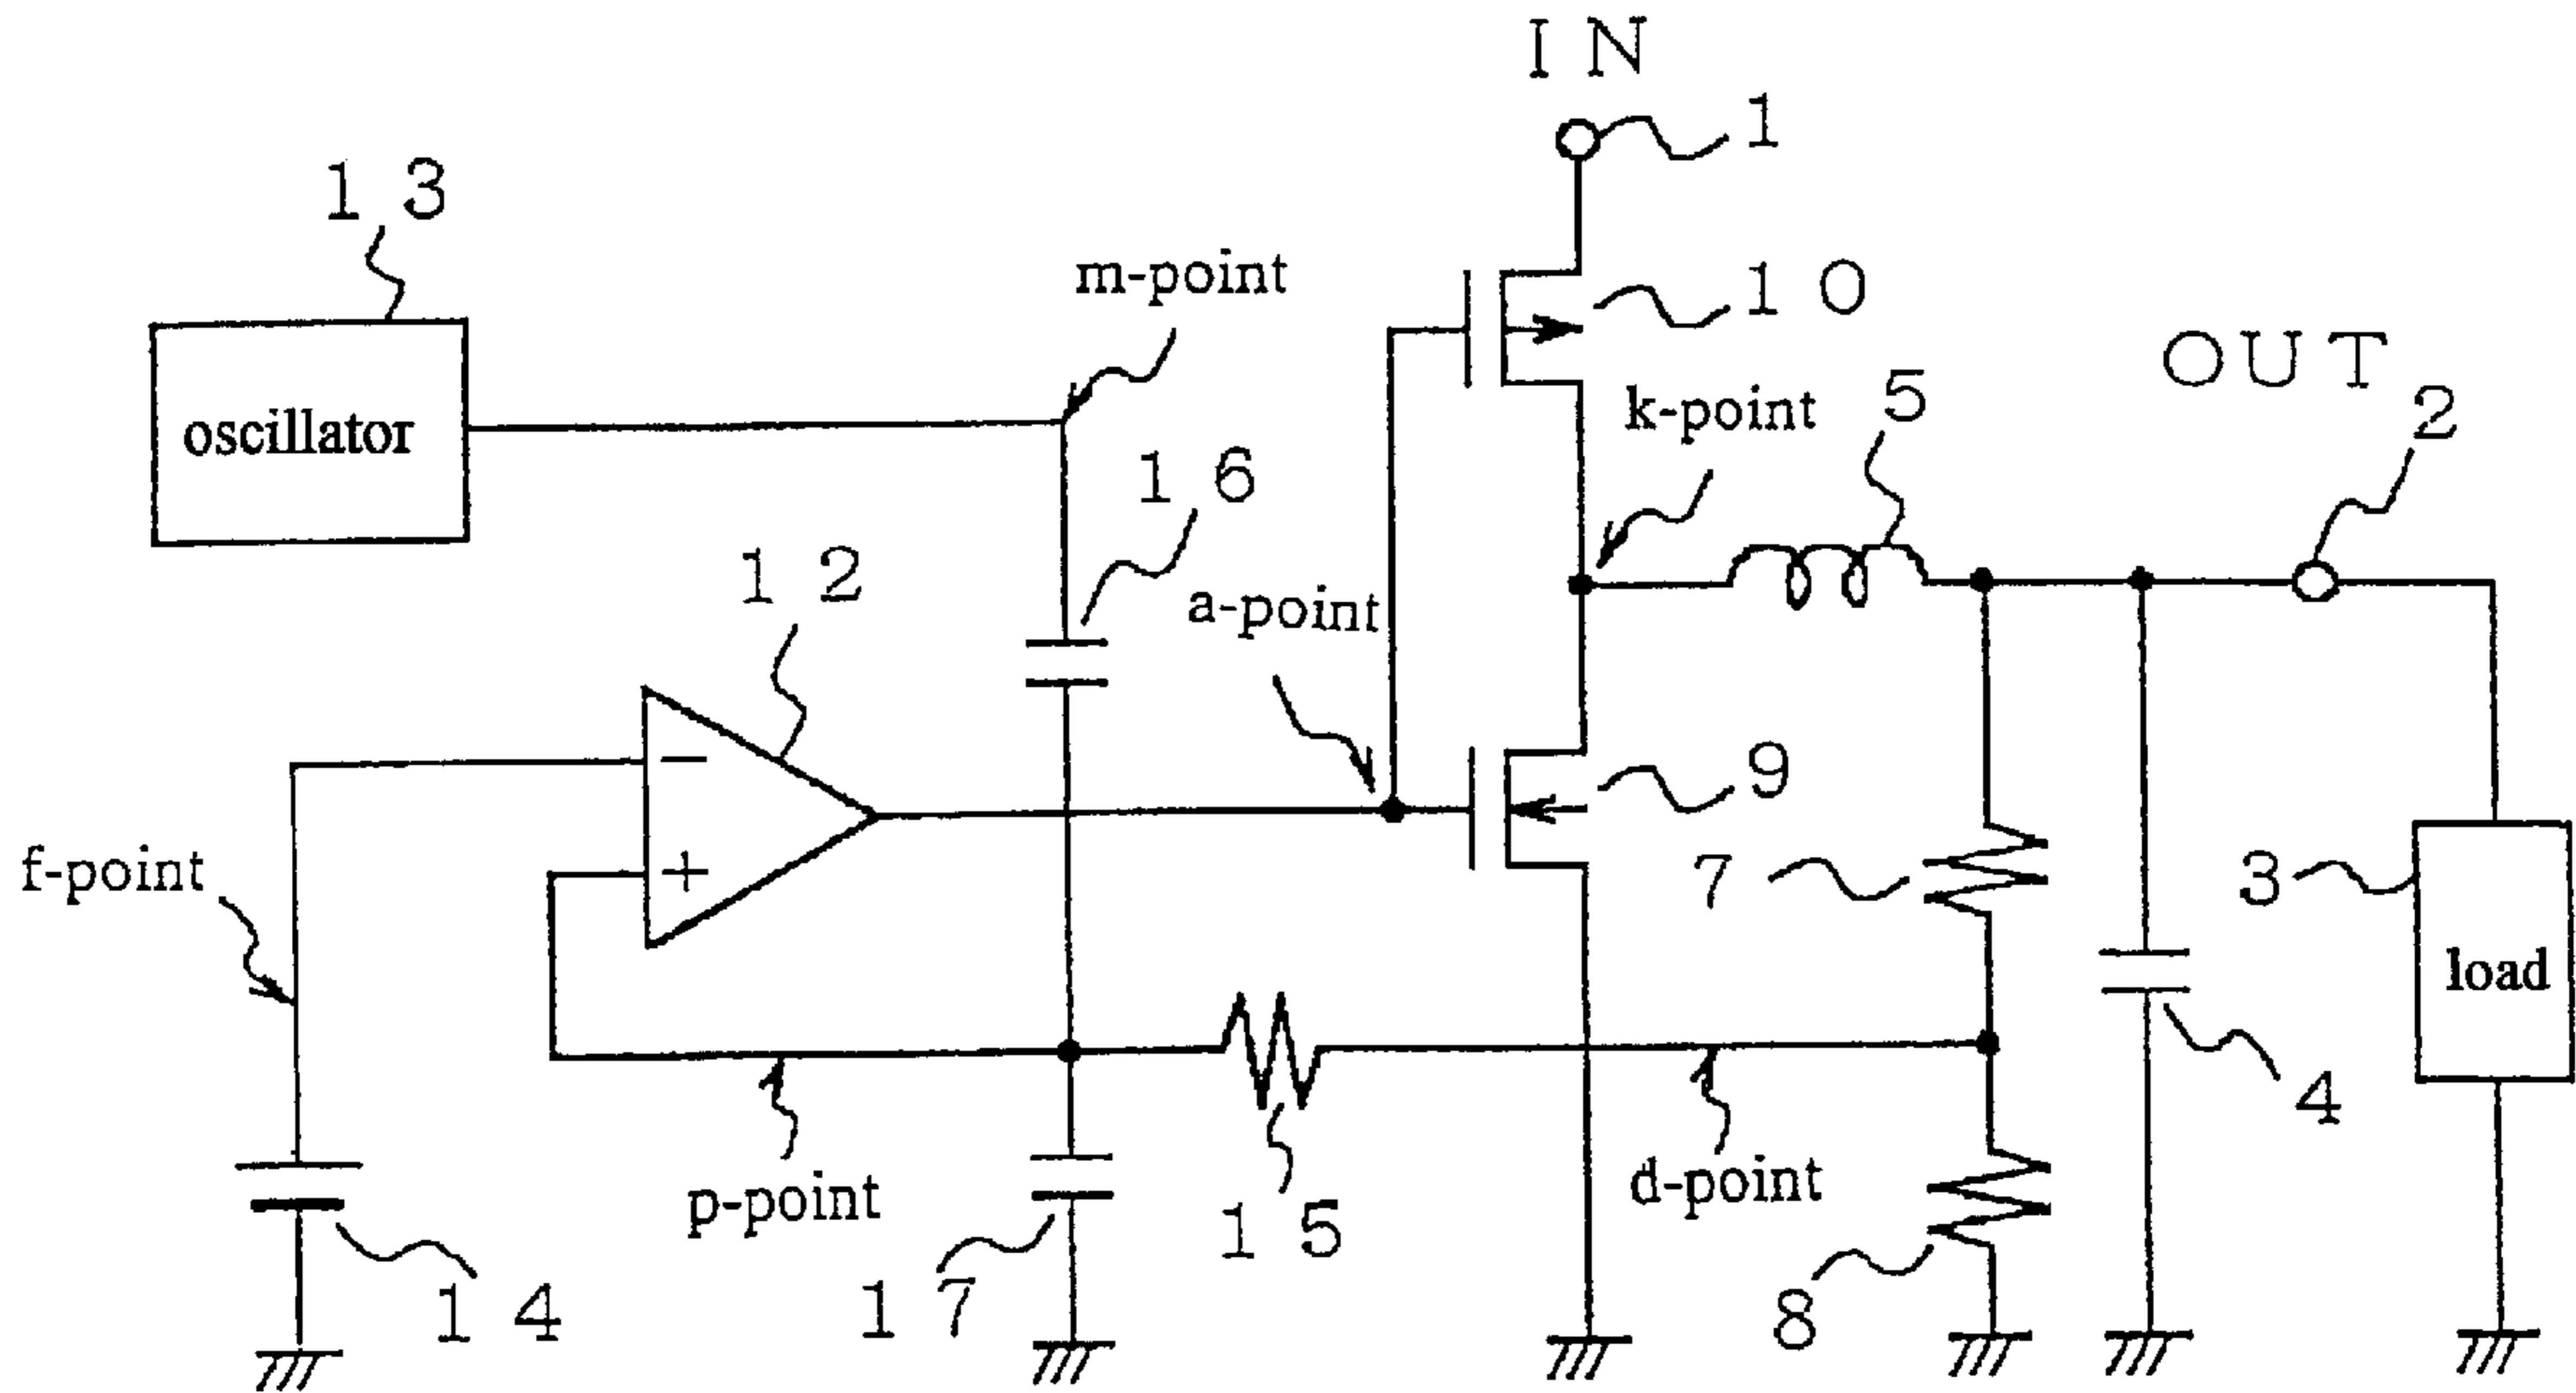 IN
1
13
m-point
10
OUT
oscillator
k-point
5
2
16
12
a-point
9
f-point
7
3
load
p-point
15
d-point
4
14
17
8
−
+